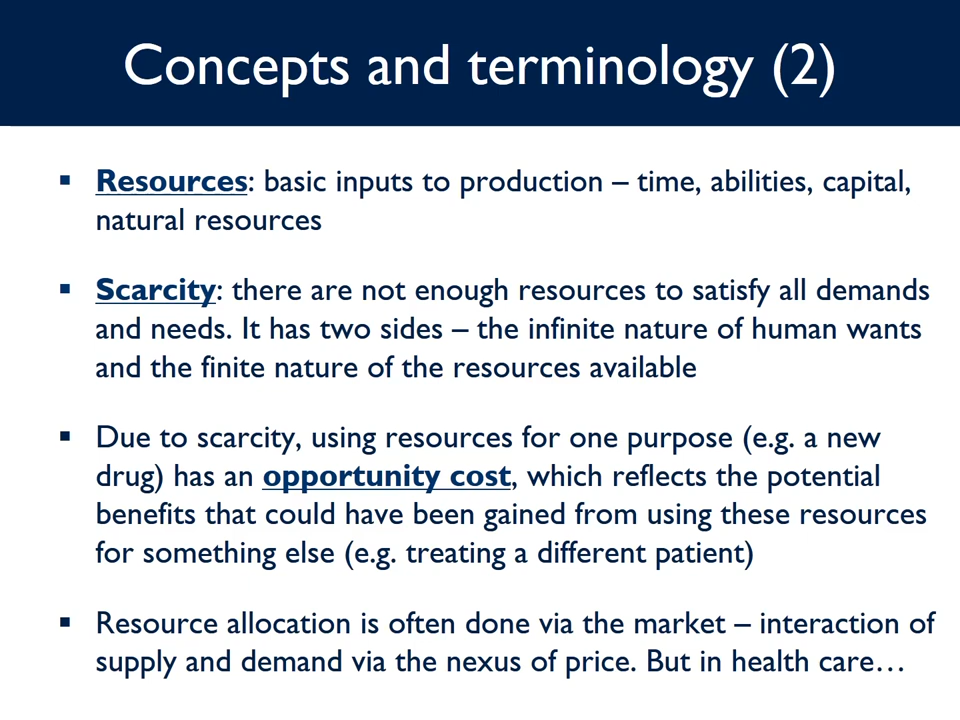 Concepts and terminology (2)
▪ Resources: basic inputs to production – time, abilities, capital,
natural resources
▪ Scarcity: there are not enough resources to satisfy all demands
and needs. It has two sides – the infinite nature of human wants
and the finite nature of the resources available
▪ Due to scarcity, using resources for one purpose (e.g. a new
drug) has an opportunity cost, which reflects the potential
benefits that could have been gained from using these resources
for something else (e.g. treating a different patient)
▪ Resource allocation is often done via the market – interaction of
supply and demand via the nexus of price. But in health care…